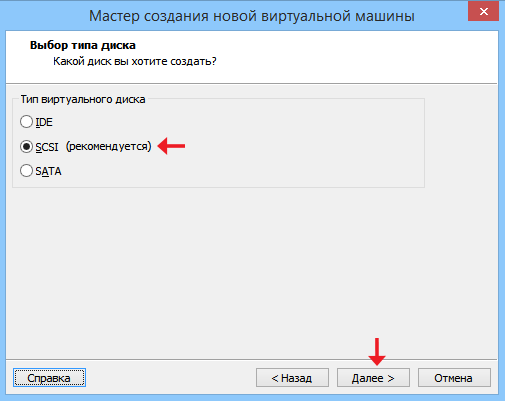 Мастер создания новой виртуальной машины
Выбор типа диска
Какой диск вы хотите создать?
Тип виртуального диска
IDE
SCSI (рекомендуется)
SATA
Справка
< Назад
Далее >
Отмена